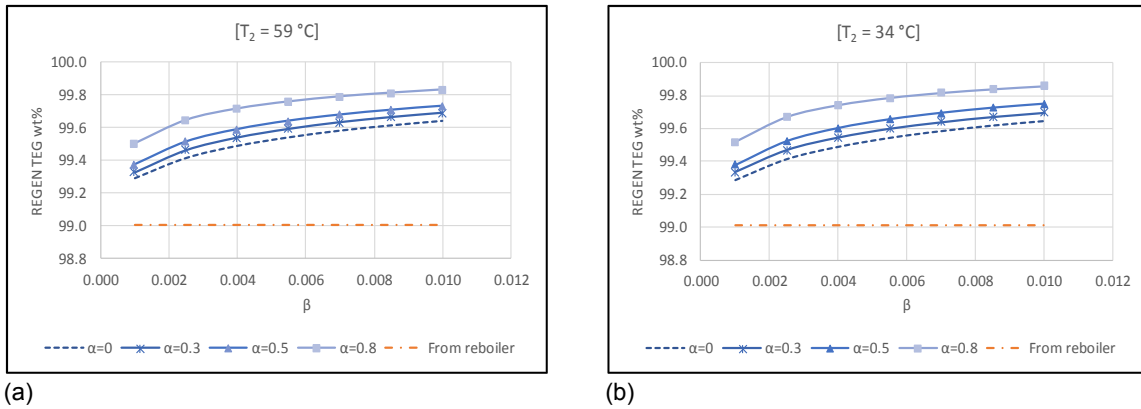 [T₂ = 59 °C]
100.0
99.8
99.6
99.4
99.2
99.0
98.8
REGEN TEG wt%
0.000 0.002 0.004 0.006 0.008 0.010 0.012
β
α=0 α=0.3 α=0.5 α=0.8 From reboiler
(a)
[T₂ = 34 °C]
100.0
99.8
99.6
99.4
99.2
99.0
98.8
REGEN TEG wt%
0.000 0.002 0.004 0.006 0.008 0.010 0.012
β
α=0 α=0.3 α=0.5 α=0.8 From reboiler
(b)